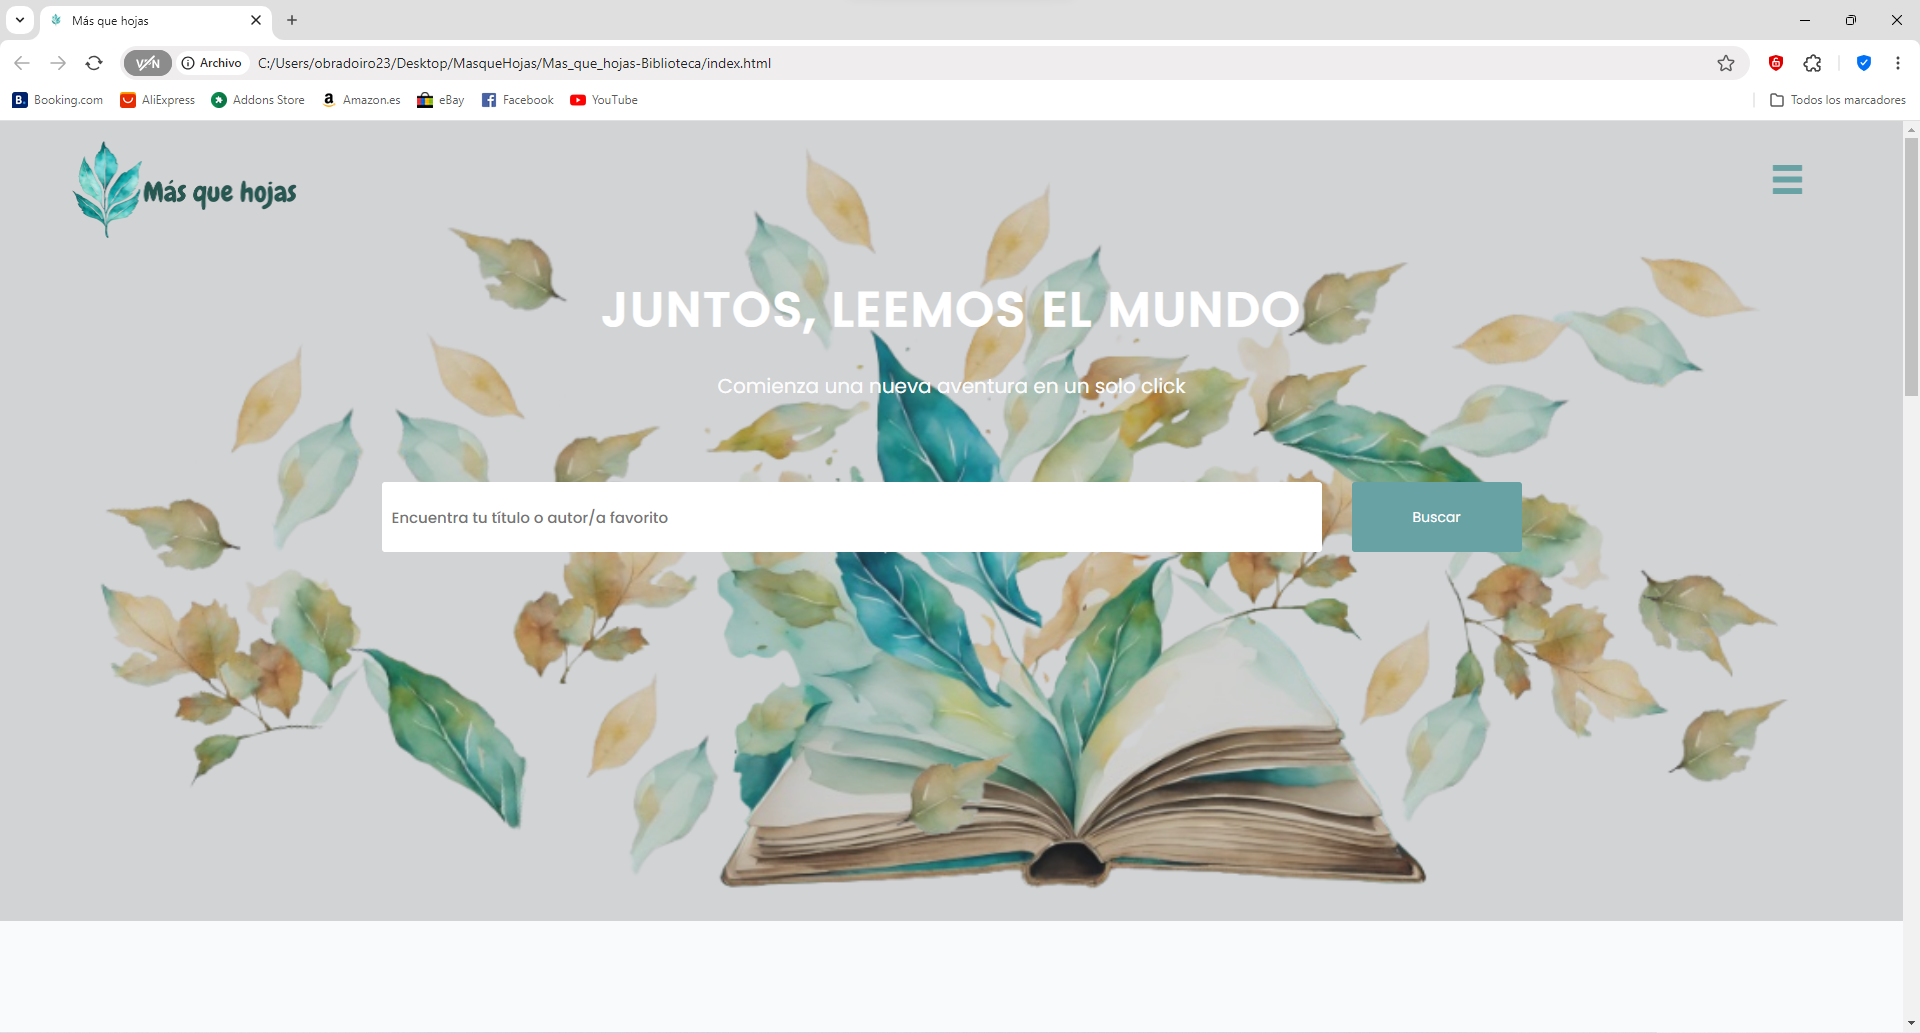 Más que hojas
VPN
Archivo
C:/Users/obradoiro23/Desktop/MasqueHojas/Mas_que_hojas-Biblioteca/index.html
B. Booking.com
AliExpress
Addons Store
a Amazon.es
eBay
Facebook
YouTube
Todos los marcadores
Más que hojas
JUNTOS, LEEMOS EL MUNDO
Comienza una nueva aventura en un solo click
Encuentra tu título o autor/a favorito
Buscar